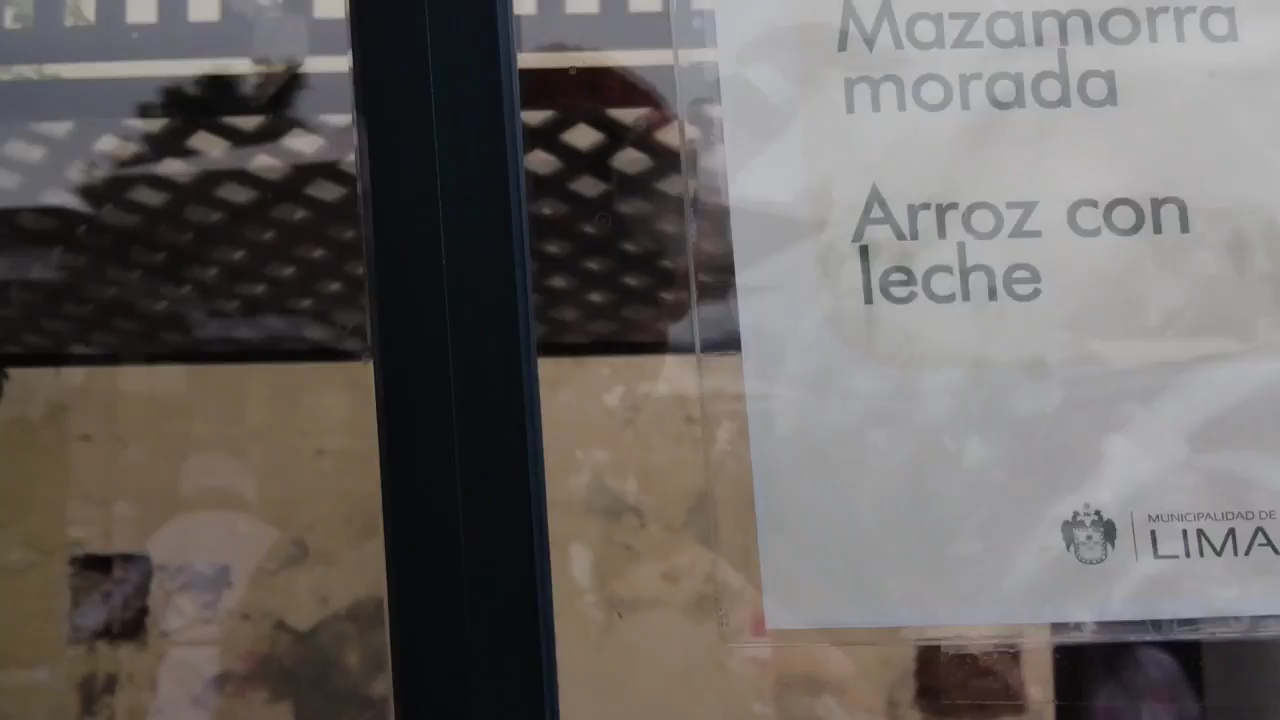 Mazamorra
morada
Arroz con
leche
MUNICIPALIDAD DE
LIMA